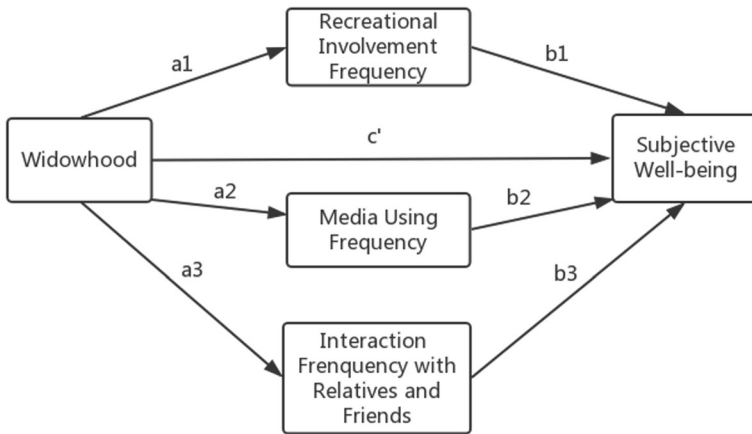 Recreational
Involvement
Frequency
a1
b1
Widowhood
c'
Subjective
Well-being
a2
Media Using
Frequency
b2
a3
b3
Interaction
Frenquency with
Relatives and
Friends